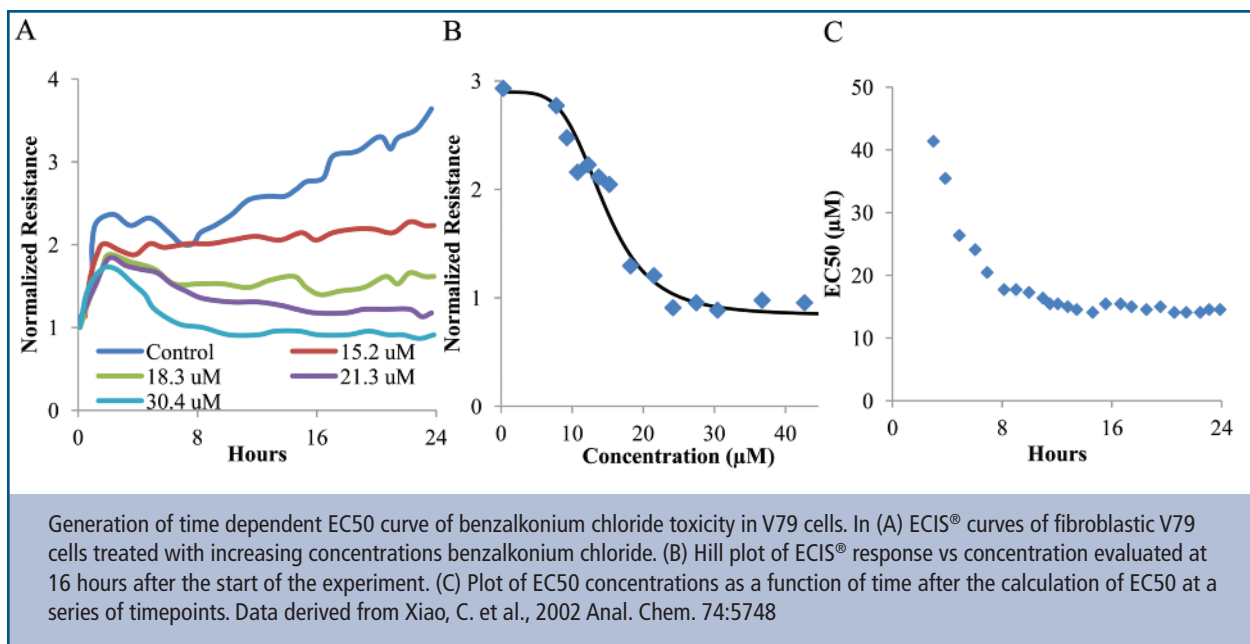 A
B
C
4
3
2
1
0
Normalized Resistance
Control
15.2 uM
18.3 uM
21.3 uM
30.4 uM
0
8
16
24
Hours
3
2
1
0
Normalized Resistance
0
10
20
30
40
Concentration (µM)
50
40
30
20
10
0
EC50 (µM)
0
8
16
24
Hours
Generation of time dependent EC50 curve of benzalkonium chloride toxicity in V79 cells. In (A) ECIS® curves of fibroblastic V79
cells treated with increasing concentrations benzalkonium chloride. (B) Hill plot of ECIS® response vs concentration evaluated at
16 hours after the start of the experiment. (C) Plot of EC50 concentrations as a function of time after the calculation of EC50 at a
series of timepoints. Data derived from Xiao, C. et al., 2002 Anal. Chem. 74:5748